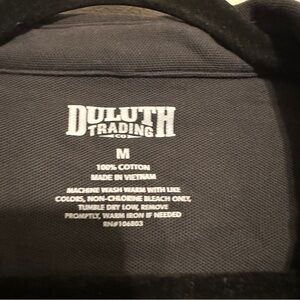 DULUTH
TRADING
CO
M
100% COTTON
MADE IN VIETNAM
MACHINE WASH WARM WITH LIKE
COLORS, NON-CHLORINE BLEACH ONLY,
TUMBLE DRY LOW, REMOVE
PROMPTLY, WARM IRON IF NEEDED
RN#106803